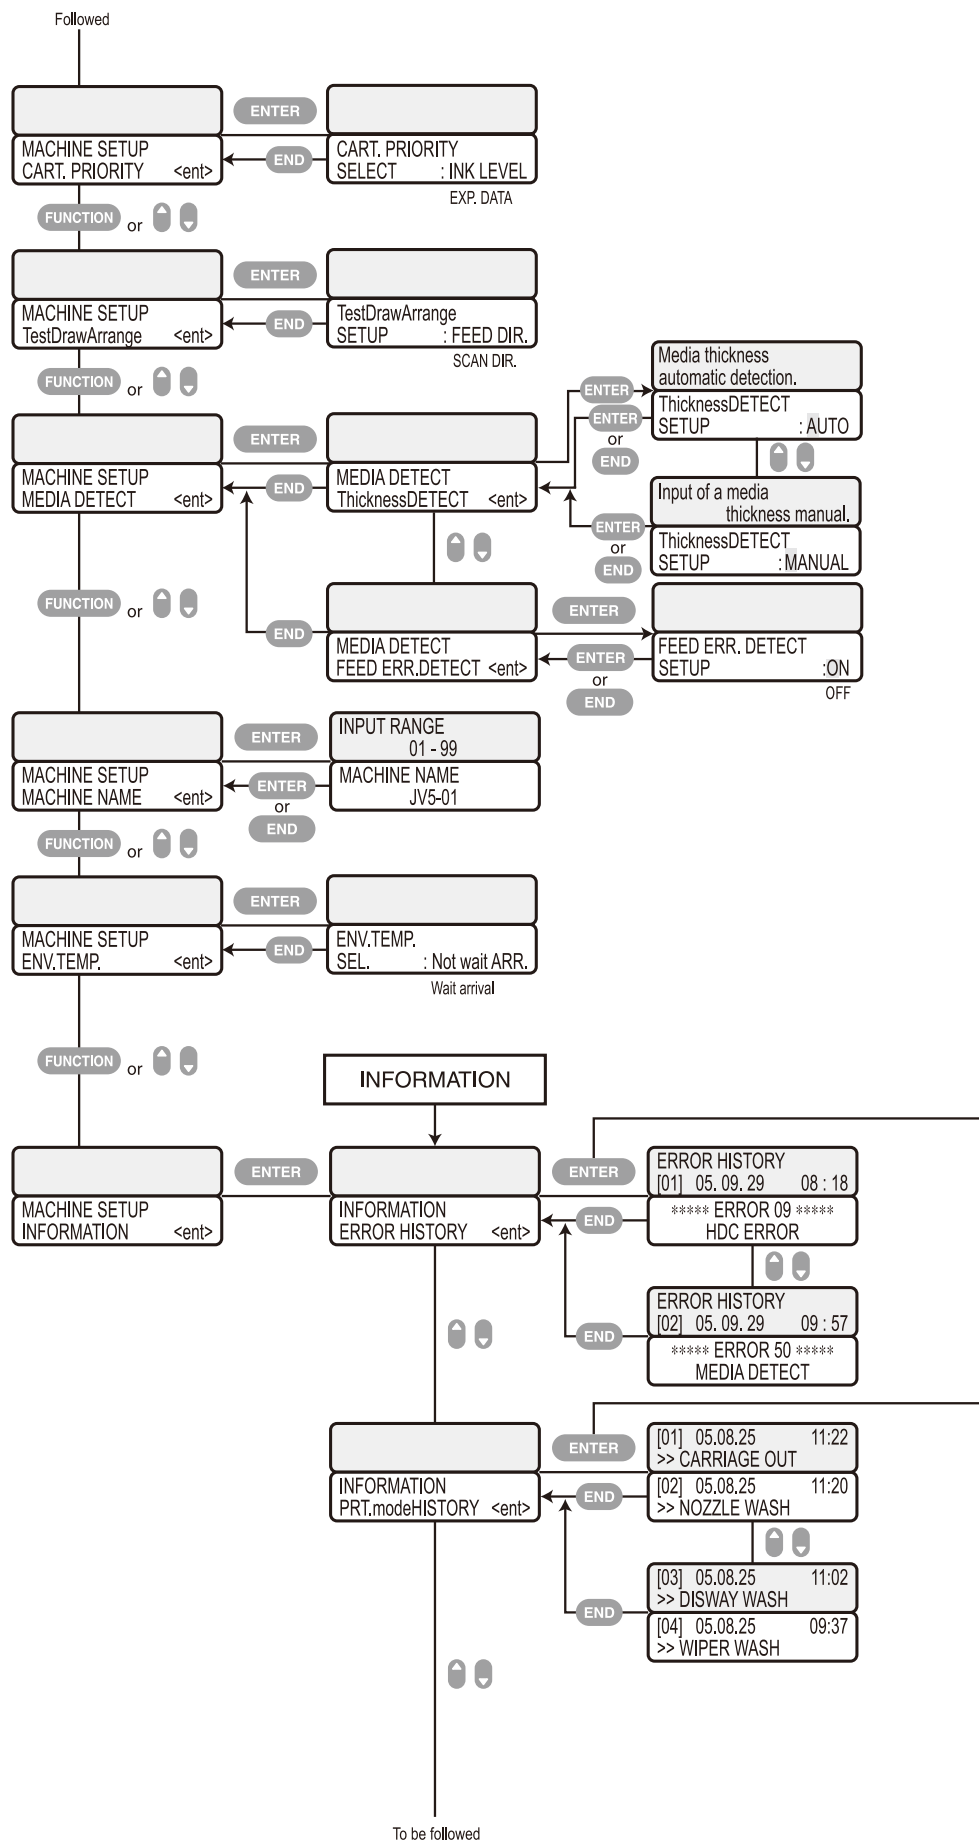 Followed
ENTER
MACHINE SETUP
CART. PRIORITY <ent>
END
CART. PRIORITY
SELECT : INK LEVEL
EXP. DATA
FUNCTION or
ENTER
MACHINE SETUP
TestDrawArrange <ent>
END
TestDrawArrange
SETUP : FEED DIR.
SCAN DIR.
FUNCTION or
ENTER
MACHINE SETUP
MEDIA DETECT <ent>
END
MEDIA DETECT
ThicknessDETECT <ent>
ENTER
ENTER
or
END
Media thickness
automatic detection.
ThicknessDETECT
SETUP : AUTO
ENTER
or
END
Input of a media
thickness manual.
ThicknessDETECT
SETUP : MANUAL
FUNCTION or
END
MEDIA DETECT
FEED ERR.DETECT <ent>
ENTER
ENTER
or
END
FEED ERR. DETECT
SETUP :ON
OFF
ENTER
MACHINE SETUP
MACHINE NAME <ent>
ENTER
or
END
INPUT RANGE
01 - 99
MACHINE NAME
JV5-01
FUNCTION or
ENTER
MACHINE SETUP
ENV.TEMP. <ent>
END
ENV.TEMP.
SEL. : Not wait ARR.
Wait arrival
FUNCTION or
INFORMATION
ENTER
MACHINE SETUP
INFORMATION <ent>
INFORMATION
ERROR HISTORY <ent>
ENTER
END
ERROR HISTORY
[01] 05. 09. 29 08 : 18
***** ERROR 09 *****
HDC ERROR
END
ERROR HISTORY
[02] 05. 09. 29 09 : 57
***** ERROR 50 *****
MEDIA DETECT
INFORMATION
PRT.modeHISTORY <ent>
ENTER
END
[01] 05.08.25 11:22
>> CARRIAGE OUT
[02] 05.08.25 11:20
>> NOZZLE WASH
END
[03] 05.08.25 11:02
>> DISWAY WASH
[04] 05.08.25 09:37
>> WIPER WASH
To be followed